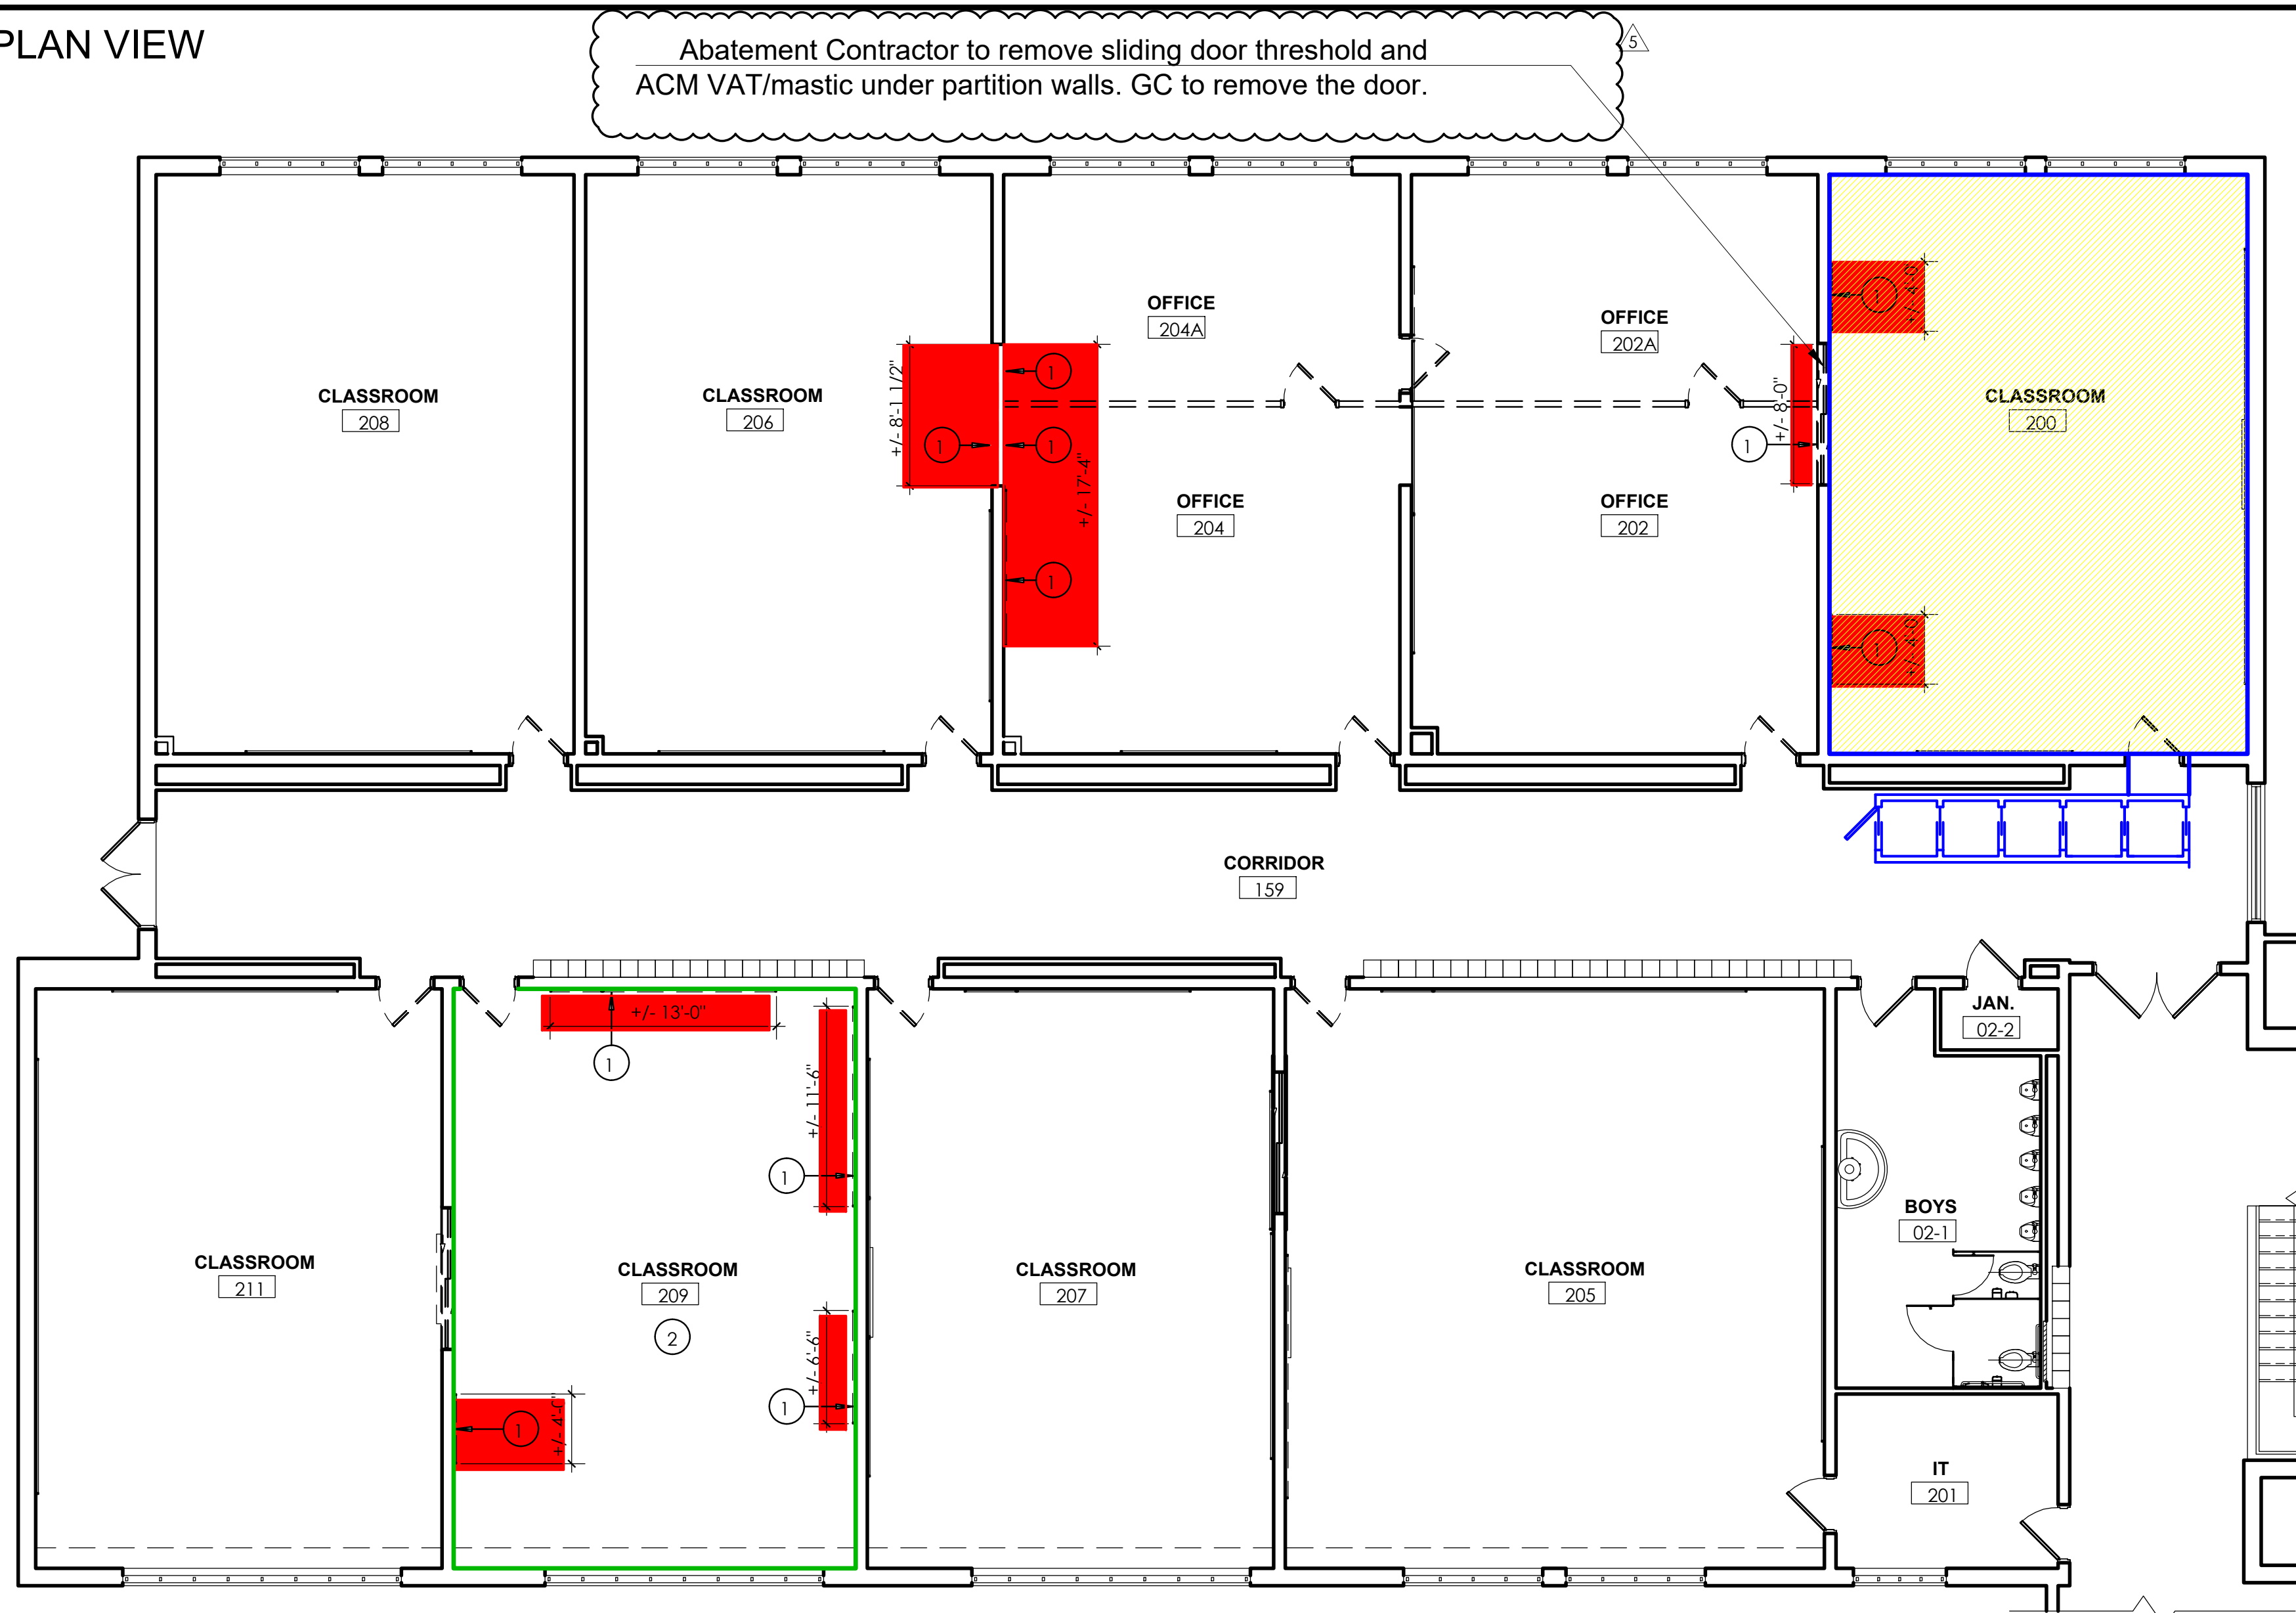 PLAN VIEW
Abatement Contractor to remove sliding door threshold and
ACM VAT/mastic under partition walls. GC to remove the door.
5
OFFICE
204A
OFFICE
202A
1
+/- 4'-0"
CLASSROOM
208
CLASSROOM
206
+/- 8'-1 1/2"
1
1
1
+/- 17'-4"
1
OFFICE
204
OFFICE
202
+/- 8'-0"
1
CLASSROOM
200
1
+/- 4'-0"
CORRIDOR
159
JAN.
02-2
+/- 13'-0"
1
+/- 11'-6"
1
BOYS
02-1
CLASSROOM
211
CLASSROOM
209
2
CLASSROOM
207
CLASSROOM
205
+/- 6'-6"
1
1
+/- 4'-0"
IT
201